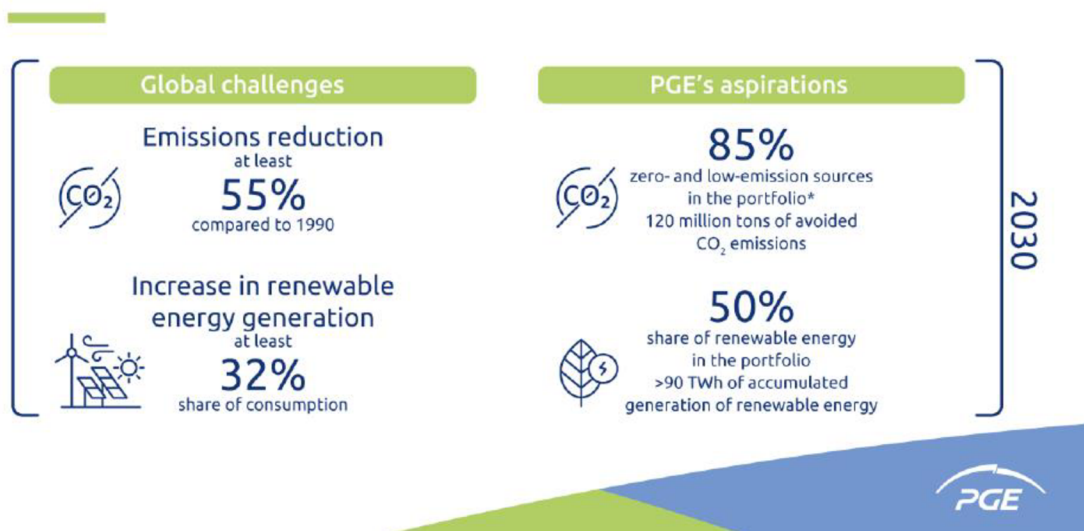 Global challenges
Emissions reduction
at least
55%
compared to 1990
CO₂
Increase in renewable
energy generation
at least
32%
share of consumption
PGE's aspirations
85%
zero- and low-emission sources
in the portfolio*
120 million tons of avoided
CO₂ emissions
CO₂
50%
share of renewable energy
in the portfolio
>90 TWh of accumulated
generation of renewable energy
2030
PGE